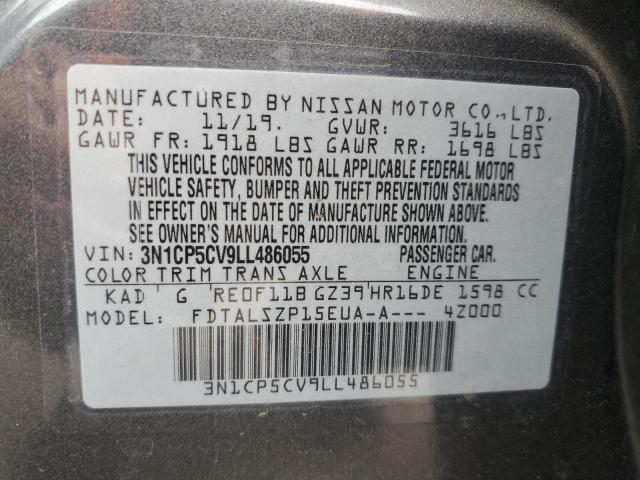 MANUFACTURED BY NISSAN MOTOR CO., LTD.
DATE: 11/19. GVWR: 3616 LBS
GAWR FR: 1918 LBS GAWR RR: 1698 LBS
THIS VEHICLE CONFORMS TO ALL APPLICABLE FEDERAL MOTOR
VEHICLE SAFETY, BUMPER AND THEFT PREVENTION STANDARDS
IN EFFECT ON THE DATE OF MANUFACTURE SHOWN ABOVE.
SEE OWNER'S MANUAL FOR ADDITIONAL INFORMATION.
VIN: 3N1CP5CV9LL486055 PASSENGER CAR.
COLOR TRIM TRANS AXLE ENGINE
KAD G RE0F11B GZ39 HR16DE 1598 CC
MODEL: FDTALSZP15EUA-A--- 4Z000
3N1CP5CV9LL486055